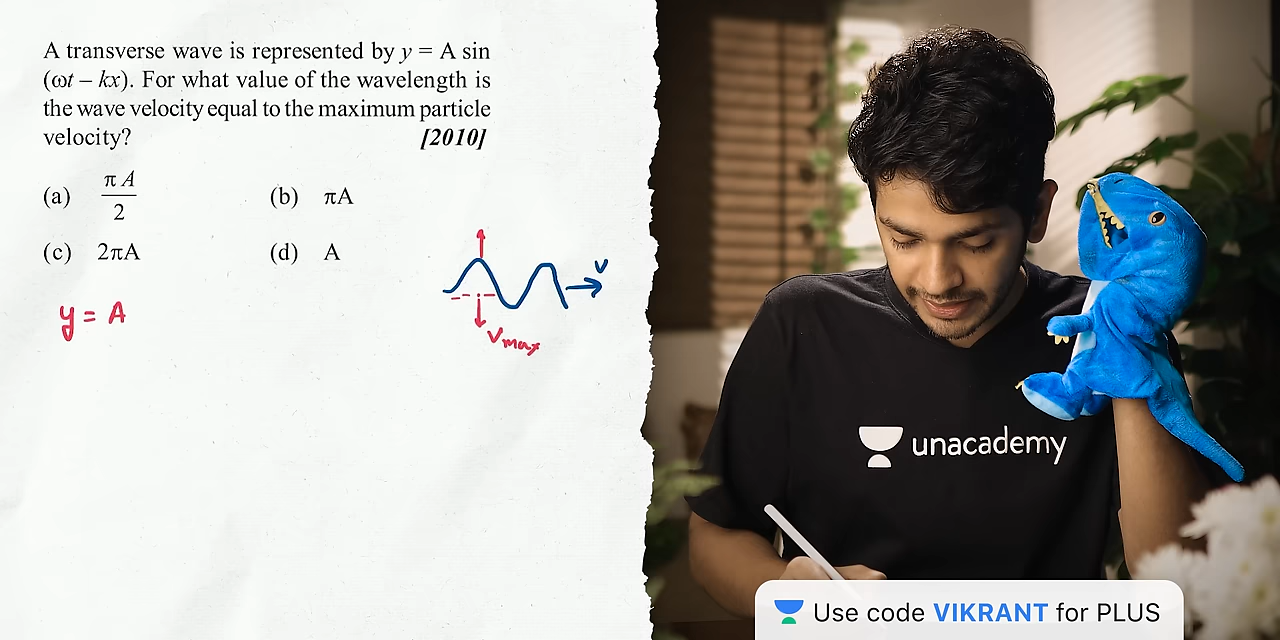 A transverse wave is represented by y = A sin
(ωt – kx). For what value of the wavelength is
the wave velocity equal to the maximum particle
velocity? [2010]
(a) πA/2 (b) πA
(c) 2πA (d) A
y = A
v
Vmax
unacademy
Use code VIKRANT for PLUS